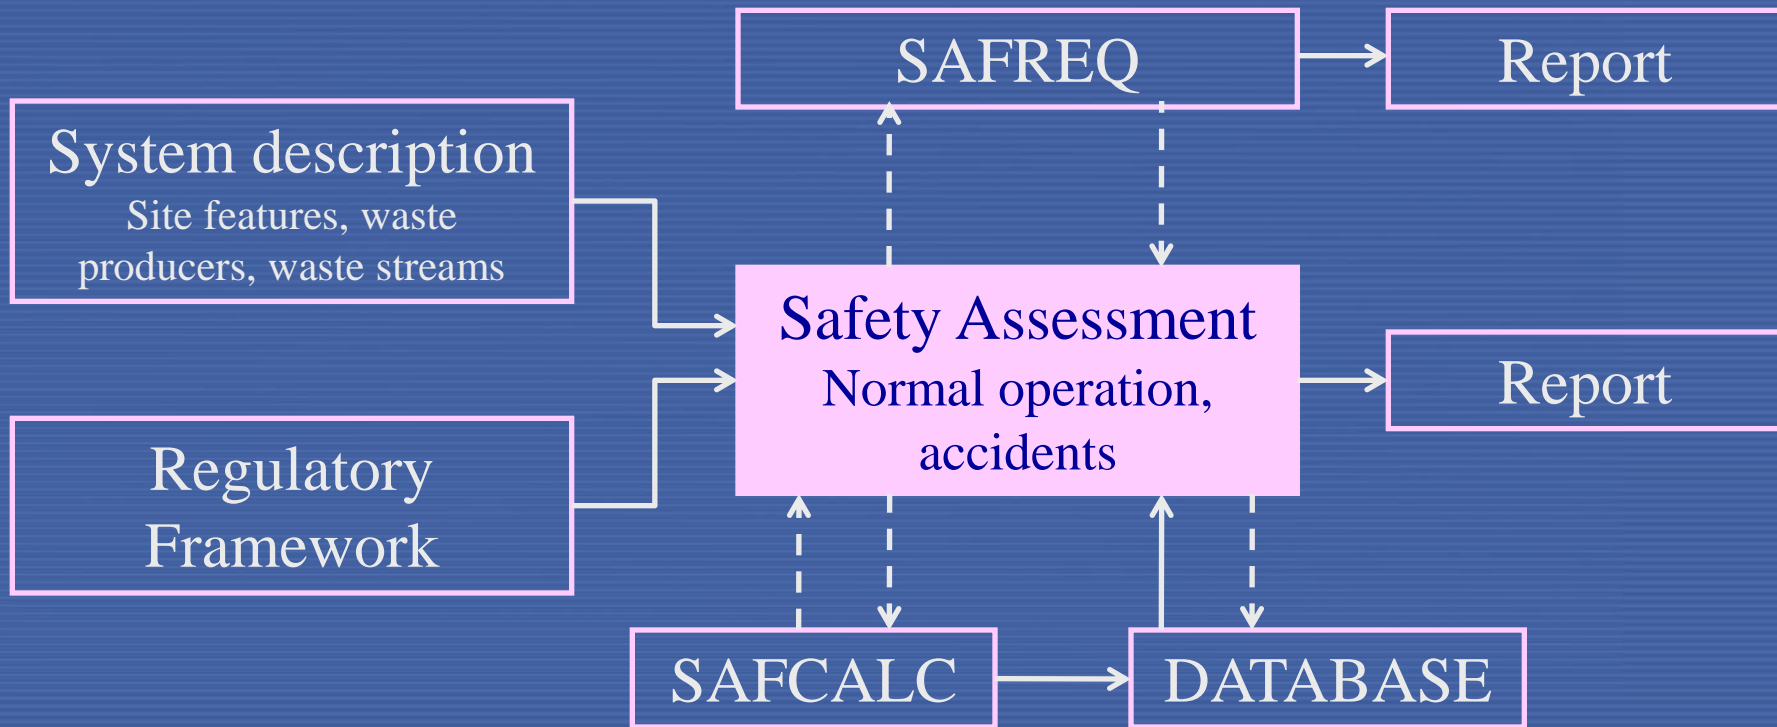 SAFREQ
Report
System description
Site features, waste
producers, waste streams
Safety Assessment
Normal operation,
accidents
Report
Regulatory
Framework
SAFCALC
DATABASE